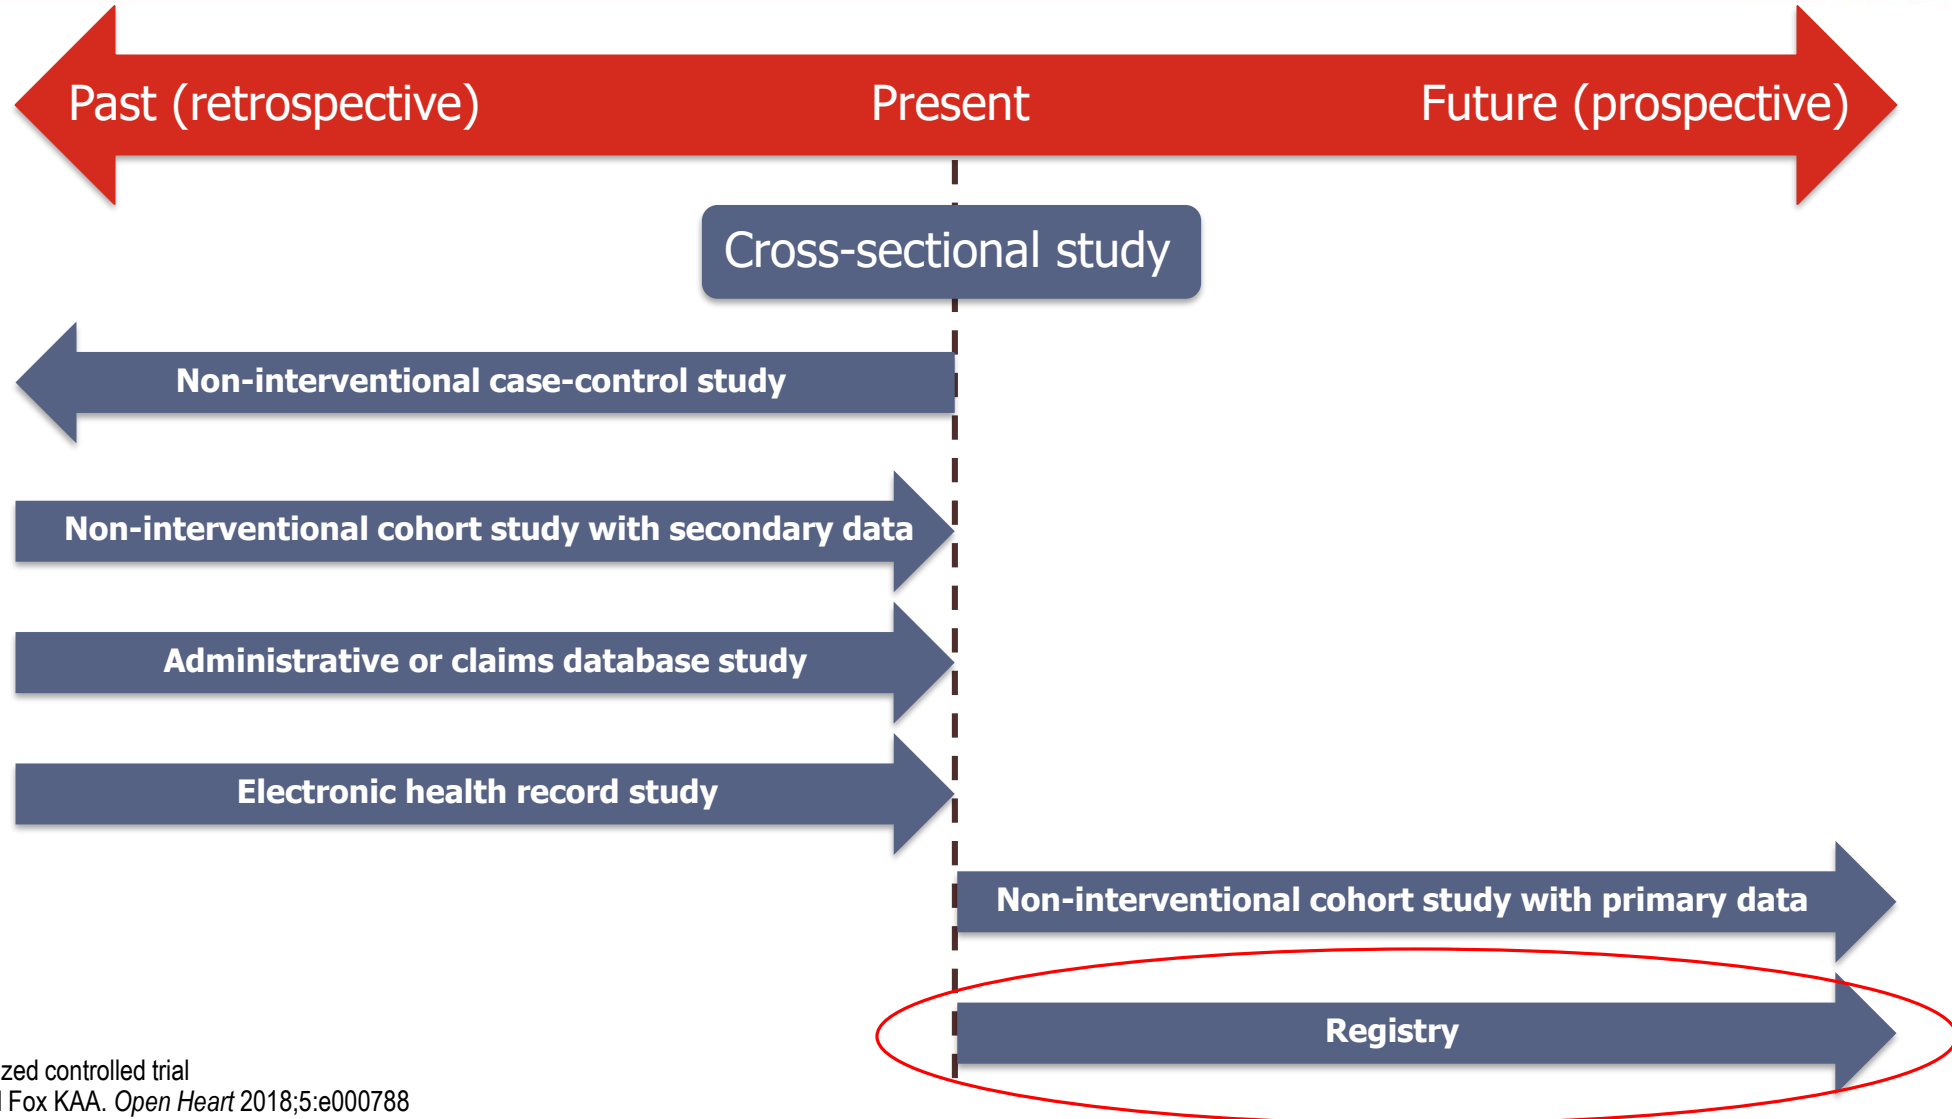 Past (retrospective) Present Future (prospective)
Cross-sectional study
Non-interventional case-control study
Non-interventional cohort study with secondary data
Administrative or claims database study
Electronic health record study
Non-interventional cohort study with primary data
Registry
controlled trial
Fox KAA. Open Heart 2018;5:e000788